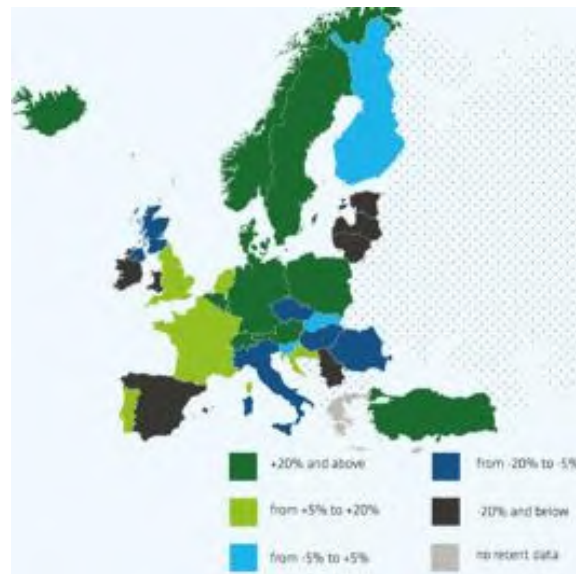 +20% and above
from +5% to +20%
from -5% to +5%
from -20% to -5%
-20% and below
no recent data